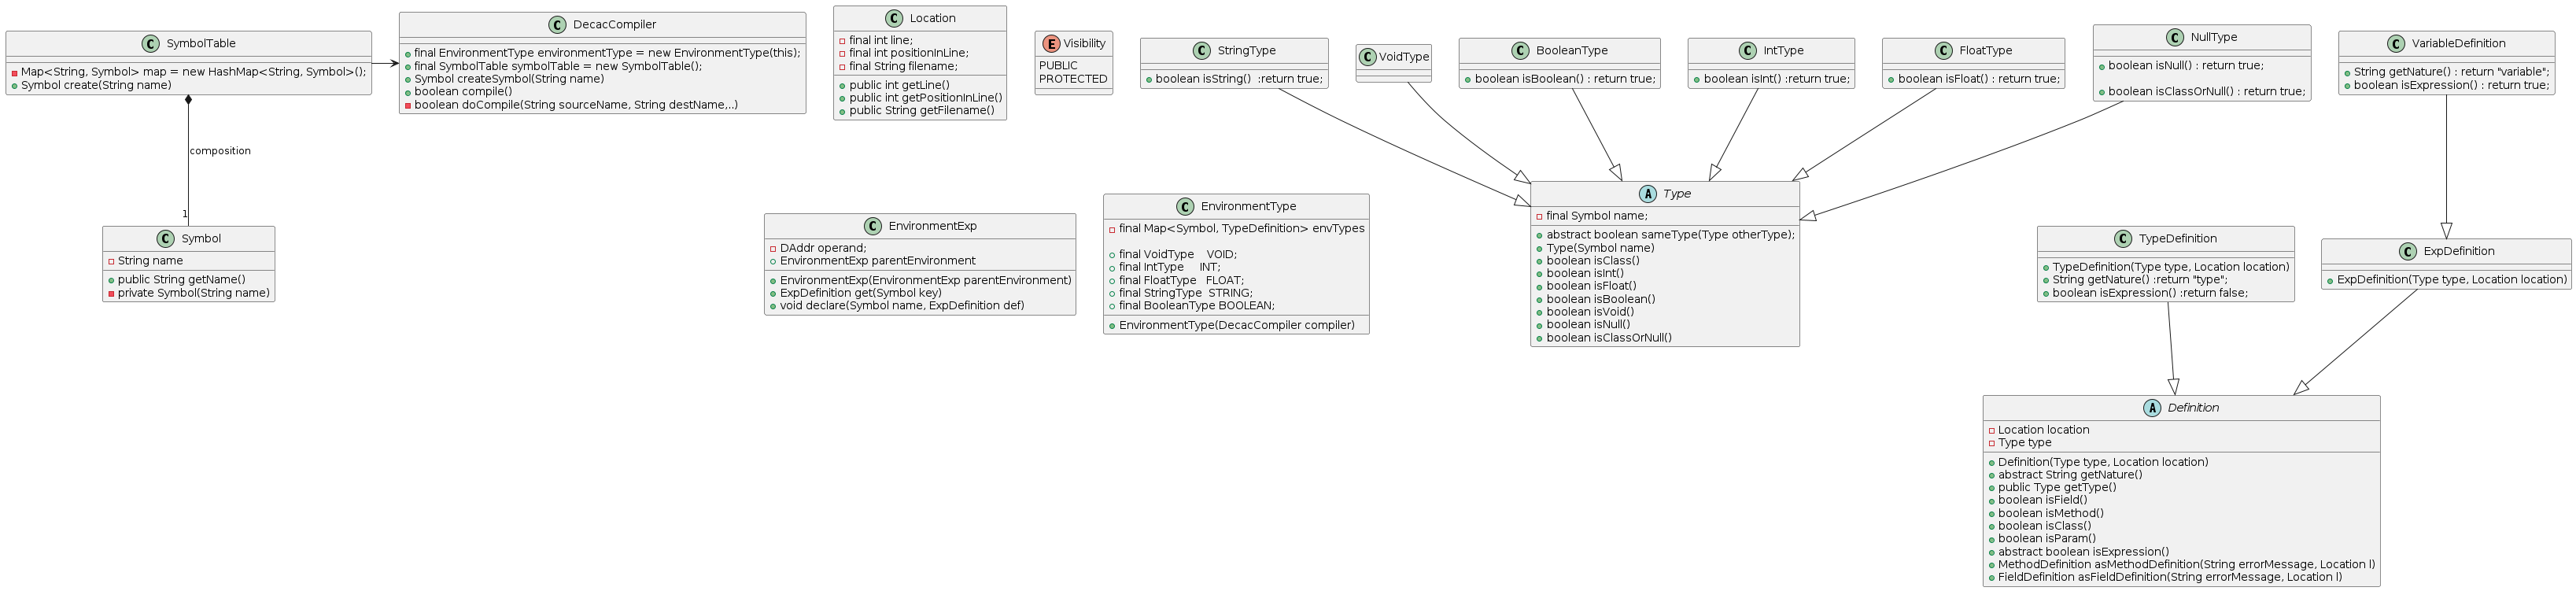 C SymbolTable
Map<String, Symbol> map = new HashMap<String, Symbol>();
Symbol create(String name)
C DecacCompiler
final EnvironmentType environmentType = new EnvironmentType(this);
final SymbolTable symbolTable = new SymbolTable();
Symbol createSymbol(String name)
boolean compile()
boolean doCompile(String sourceName, String destName,..)
C Location
final int line;
final int positionInLine;
final String filename;
public int getLine()
public int getPositionInLine()
public String getFilename()
E Visibility
PUBLIC
PROTECTED
C StringType
boolean isString()  :return true;
C VoidType
C BooleanType
boolean isBoolean() : return true;
C IntType
boolean isInt() :return true;
C FloatType
boolean isFloat() : return true;
C NullType
boolean isNull() : return true;
boolean isClassOrNull() : return true;
C VariableDefinition
String getNature() : return "variable";
boolean isExpression() : return true;
composition
1
C Symbol
String name
public String getName()
private Symbol(String name)
C EnvironmentExp
DAddr operand;
EnvironmentExp parentEnvironment
EnvironmentExp(EnvironmentExp parentEnvironment)
ExpDefinition get(Symbol key)
void declare(Symbol name, ExpDefinition def)
C EnvironmentType
final Map<Symbol, TypeDefinition> envTypes
final VoidType    VOID;
final IntType     INT;
final FloatType   FLOAT;
final StringType  STRING;
final BooleanType BOOLEAN;
EnvironmentType(DecacCompiler compiler)
A Type
final Symbol name;
abstract boolean sameType(Type otherType);
Type(Symbol name)
boolean isClass()
boolean isInt()
boolean isFloat()
boolean isBoolean()
boolean isVoid()
boolean isNull()
boolean isClassOrNull()
C TypeDefinition
TypeDefinition(Type type, Location location)
String getNature() :return "type";
boolean isExpression() :return false;
C ExpDefinition
ExpDefinition(Type type, Location location)
A Definition
Location location
Type type
Definition(Type type, Location location)
abstract String getNature()
public Type getType()
boolean isField()
boolean isMethod()
boolean isClass()
boolean isParam()
abstract boolean isExpression()
MethodDefinition asMethodDefinition(String errorMessage, Location l)
FieldDefinition asFieldDefinition(String errorMessage, Location l)